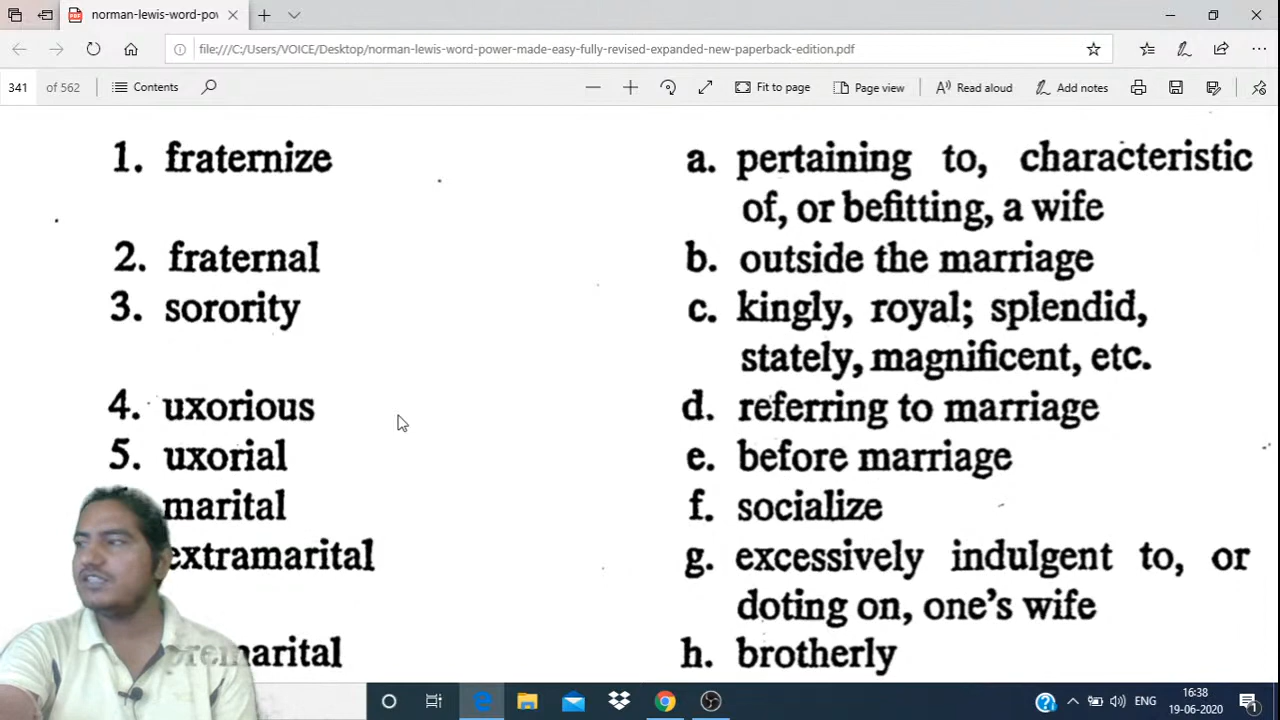 norman-lewis-word-pow
file:///C:/Users/VOICE/Desktop/norman-lewis-word-power-made-easy-fully-revised-expanded-new-paperback-edition.pdf
341 of 562 Contents Fit to page Page view Read aloud Add notes
1. fraternize a. pertaining to, characteristic
of, or befitting, a wife
2. fraternal b. outside the marriage
3. sorority c. kingly, royal; splendid,
stately, magnificent, etc.
4. uxorious d. referring to marriage
5. uxorial e. before marriage
marital f. socialize
extramarital g. excessively indulgent to, or
doting on, one's wife
premarital h. brotherly
ENG 16:38
19-06-2020